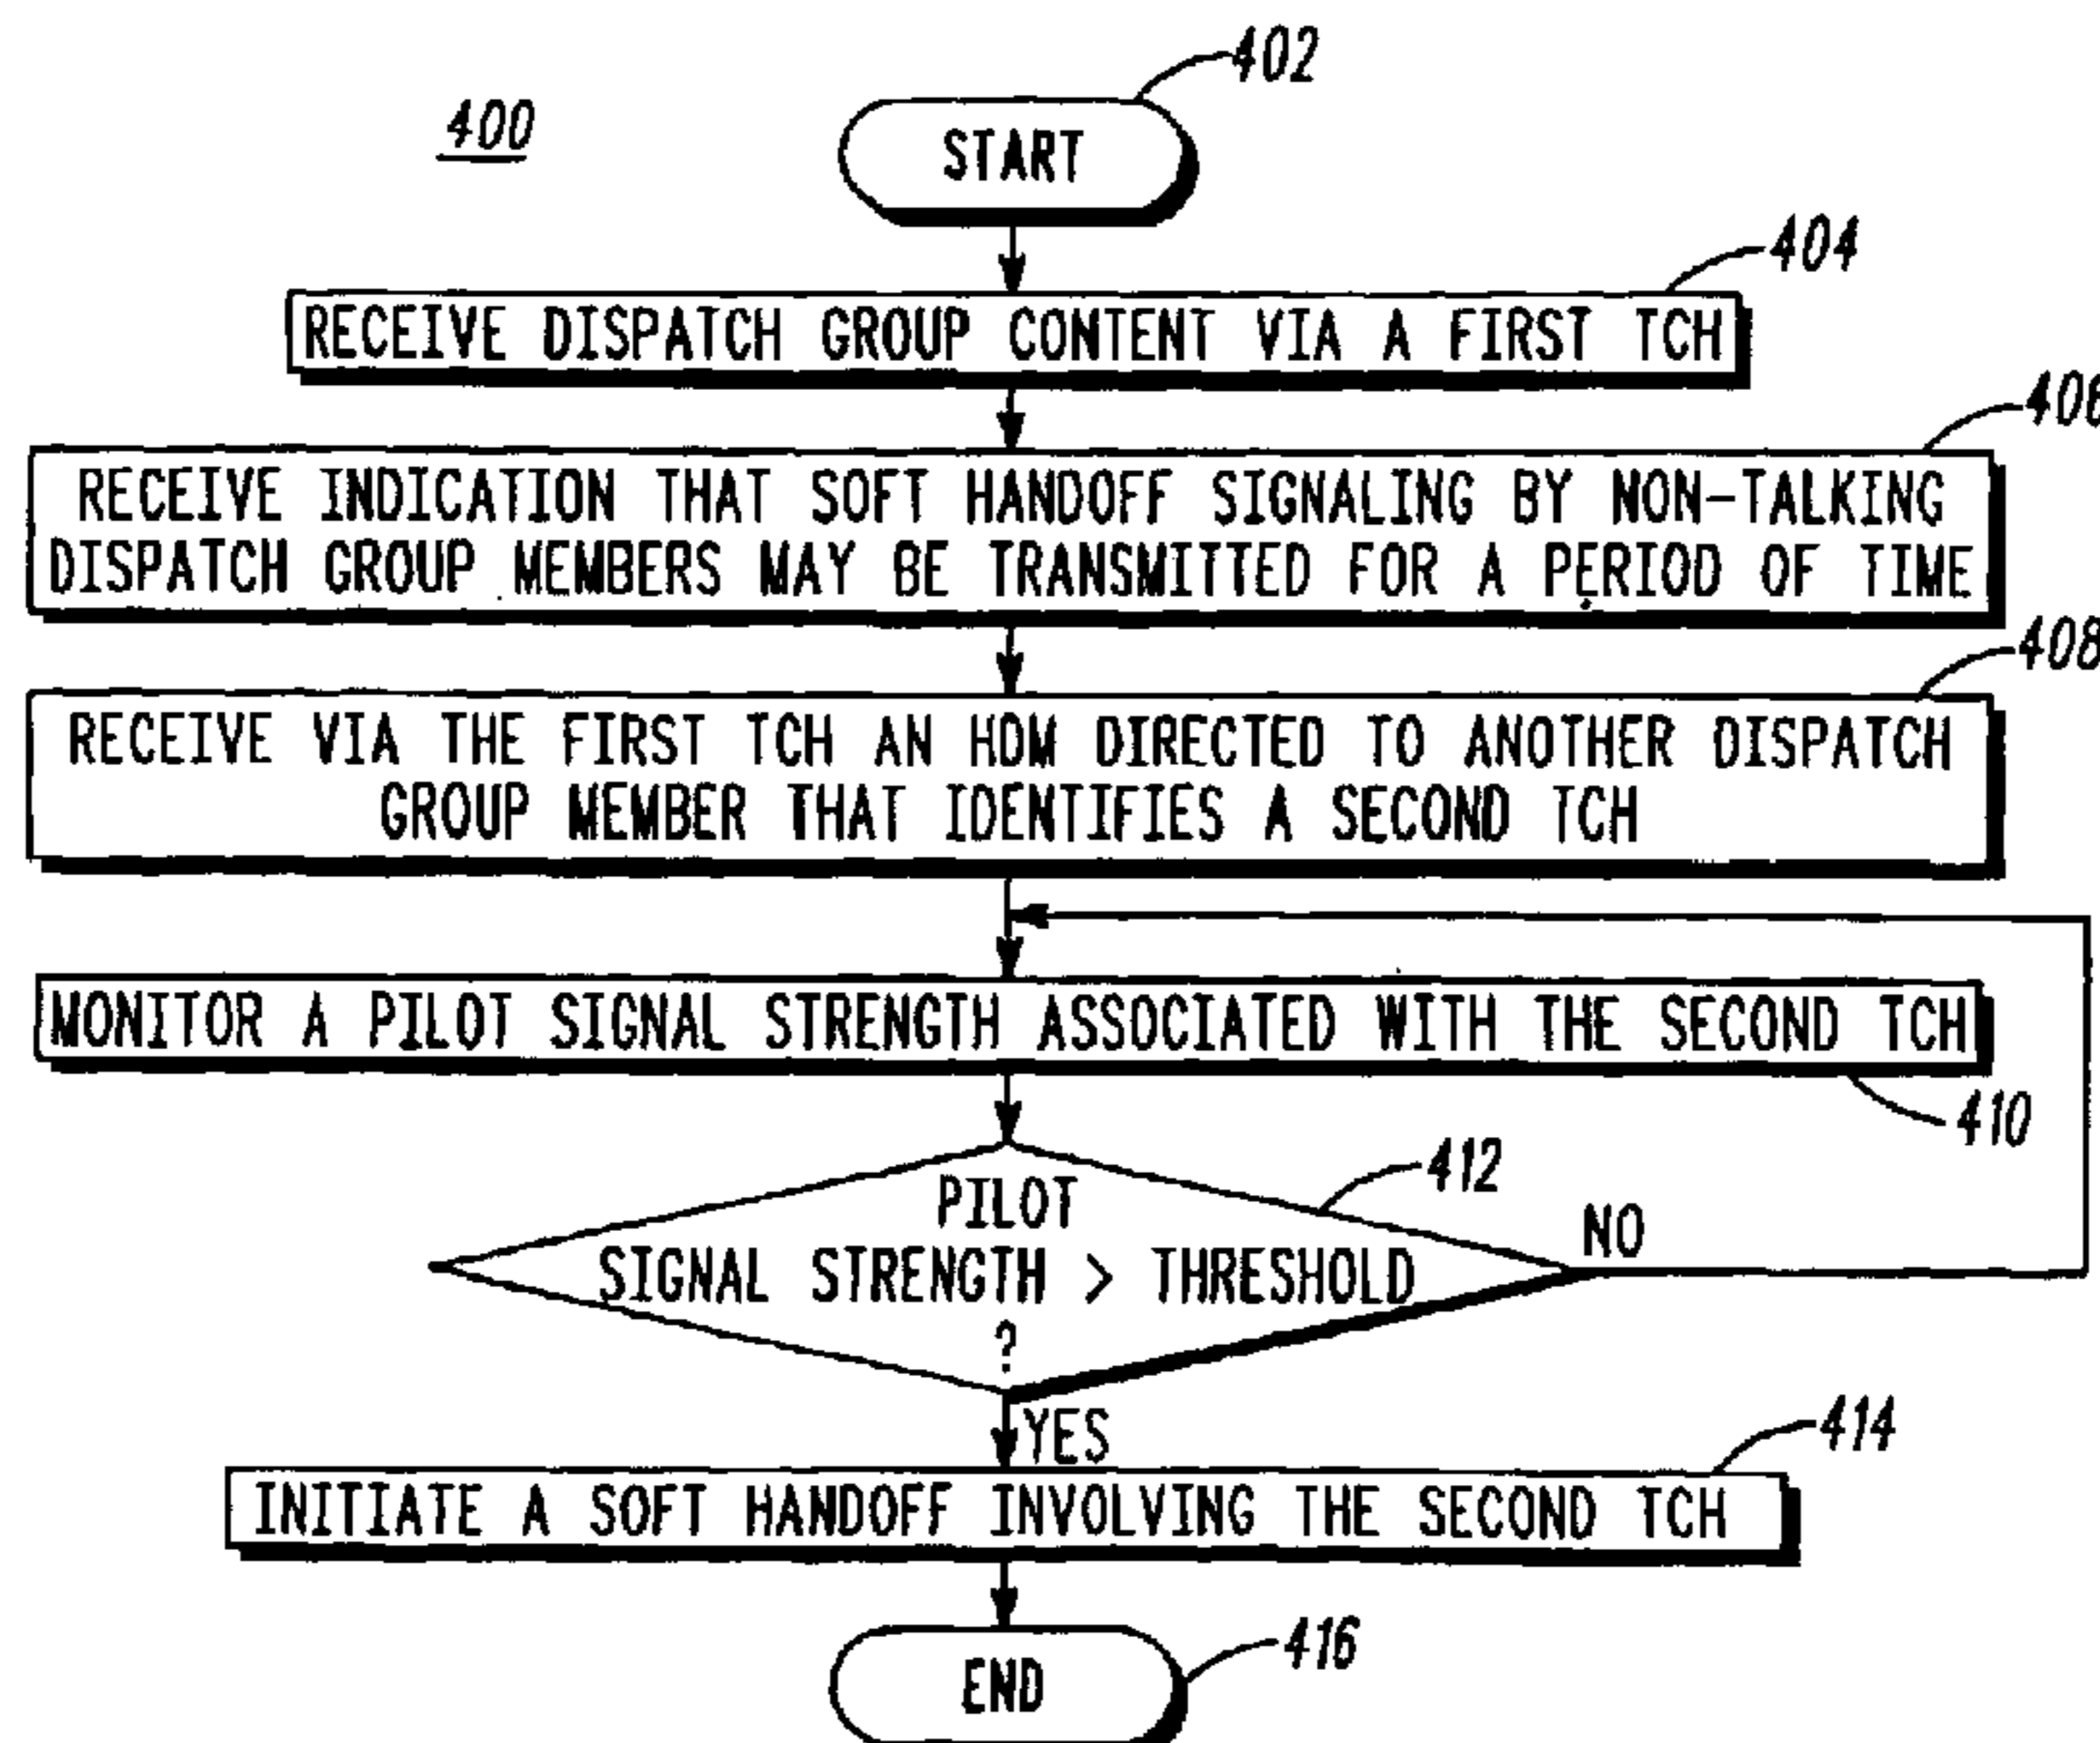 402
400
START
404
RECEIVE DISPATCH GROUP CONTENT VIA A FIRST TCH
406
RECEIVE INDICATION THAT SOFT HANDOFF SIGNALING BY NON-TALKING
DISPATCH GROUP MEMBERS MAY BE TRANSMITTED FOR A PERIOD OF TIME
408
RECEIVE VIA THE FIRST TCH AN HDM DIRECTED TO ANOTHER DISPATCH
GROUP MEMBER THAT IDENTIFIES A SECOND TCH
MONITOR A PILOT SIGNAL STRENGTH ASSOCIATED WITH THE SECOND TCH
410
412
PILOT
SIGNAL STRENGTH > THRESHOLD
?
NO
YES
414
INITIATE A SOFT HANDOFF INVOLVING THE SECOND TCH
416
END